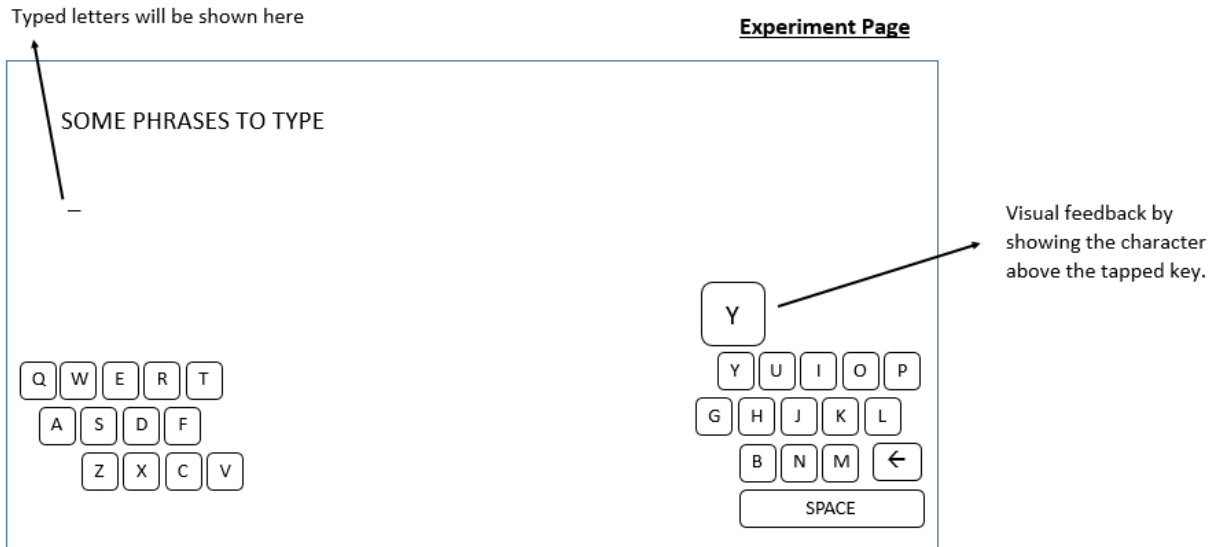 Typed letters will be shown here
Experiment Page
SOME PHRASES TO TYPE
_
Visual feedback by
showing the character
above the tapped key.
Y
Q W E R T
Y U I O P
A S D F
G H J K L
Z X C V
B N M ←
SPACE